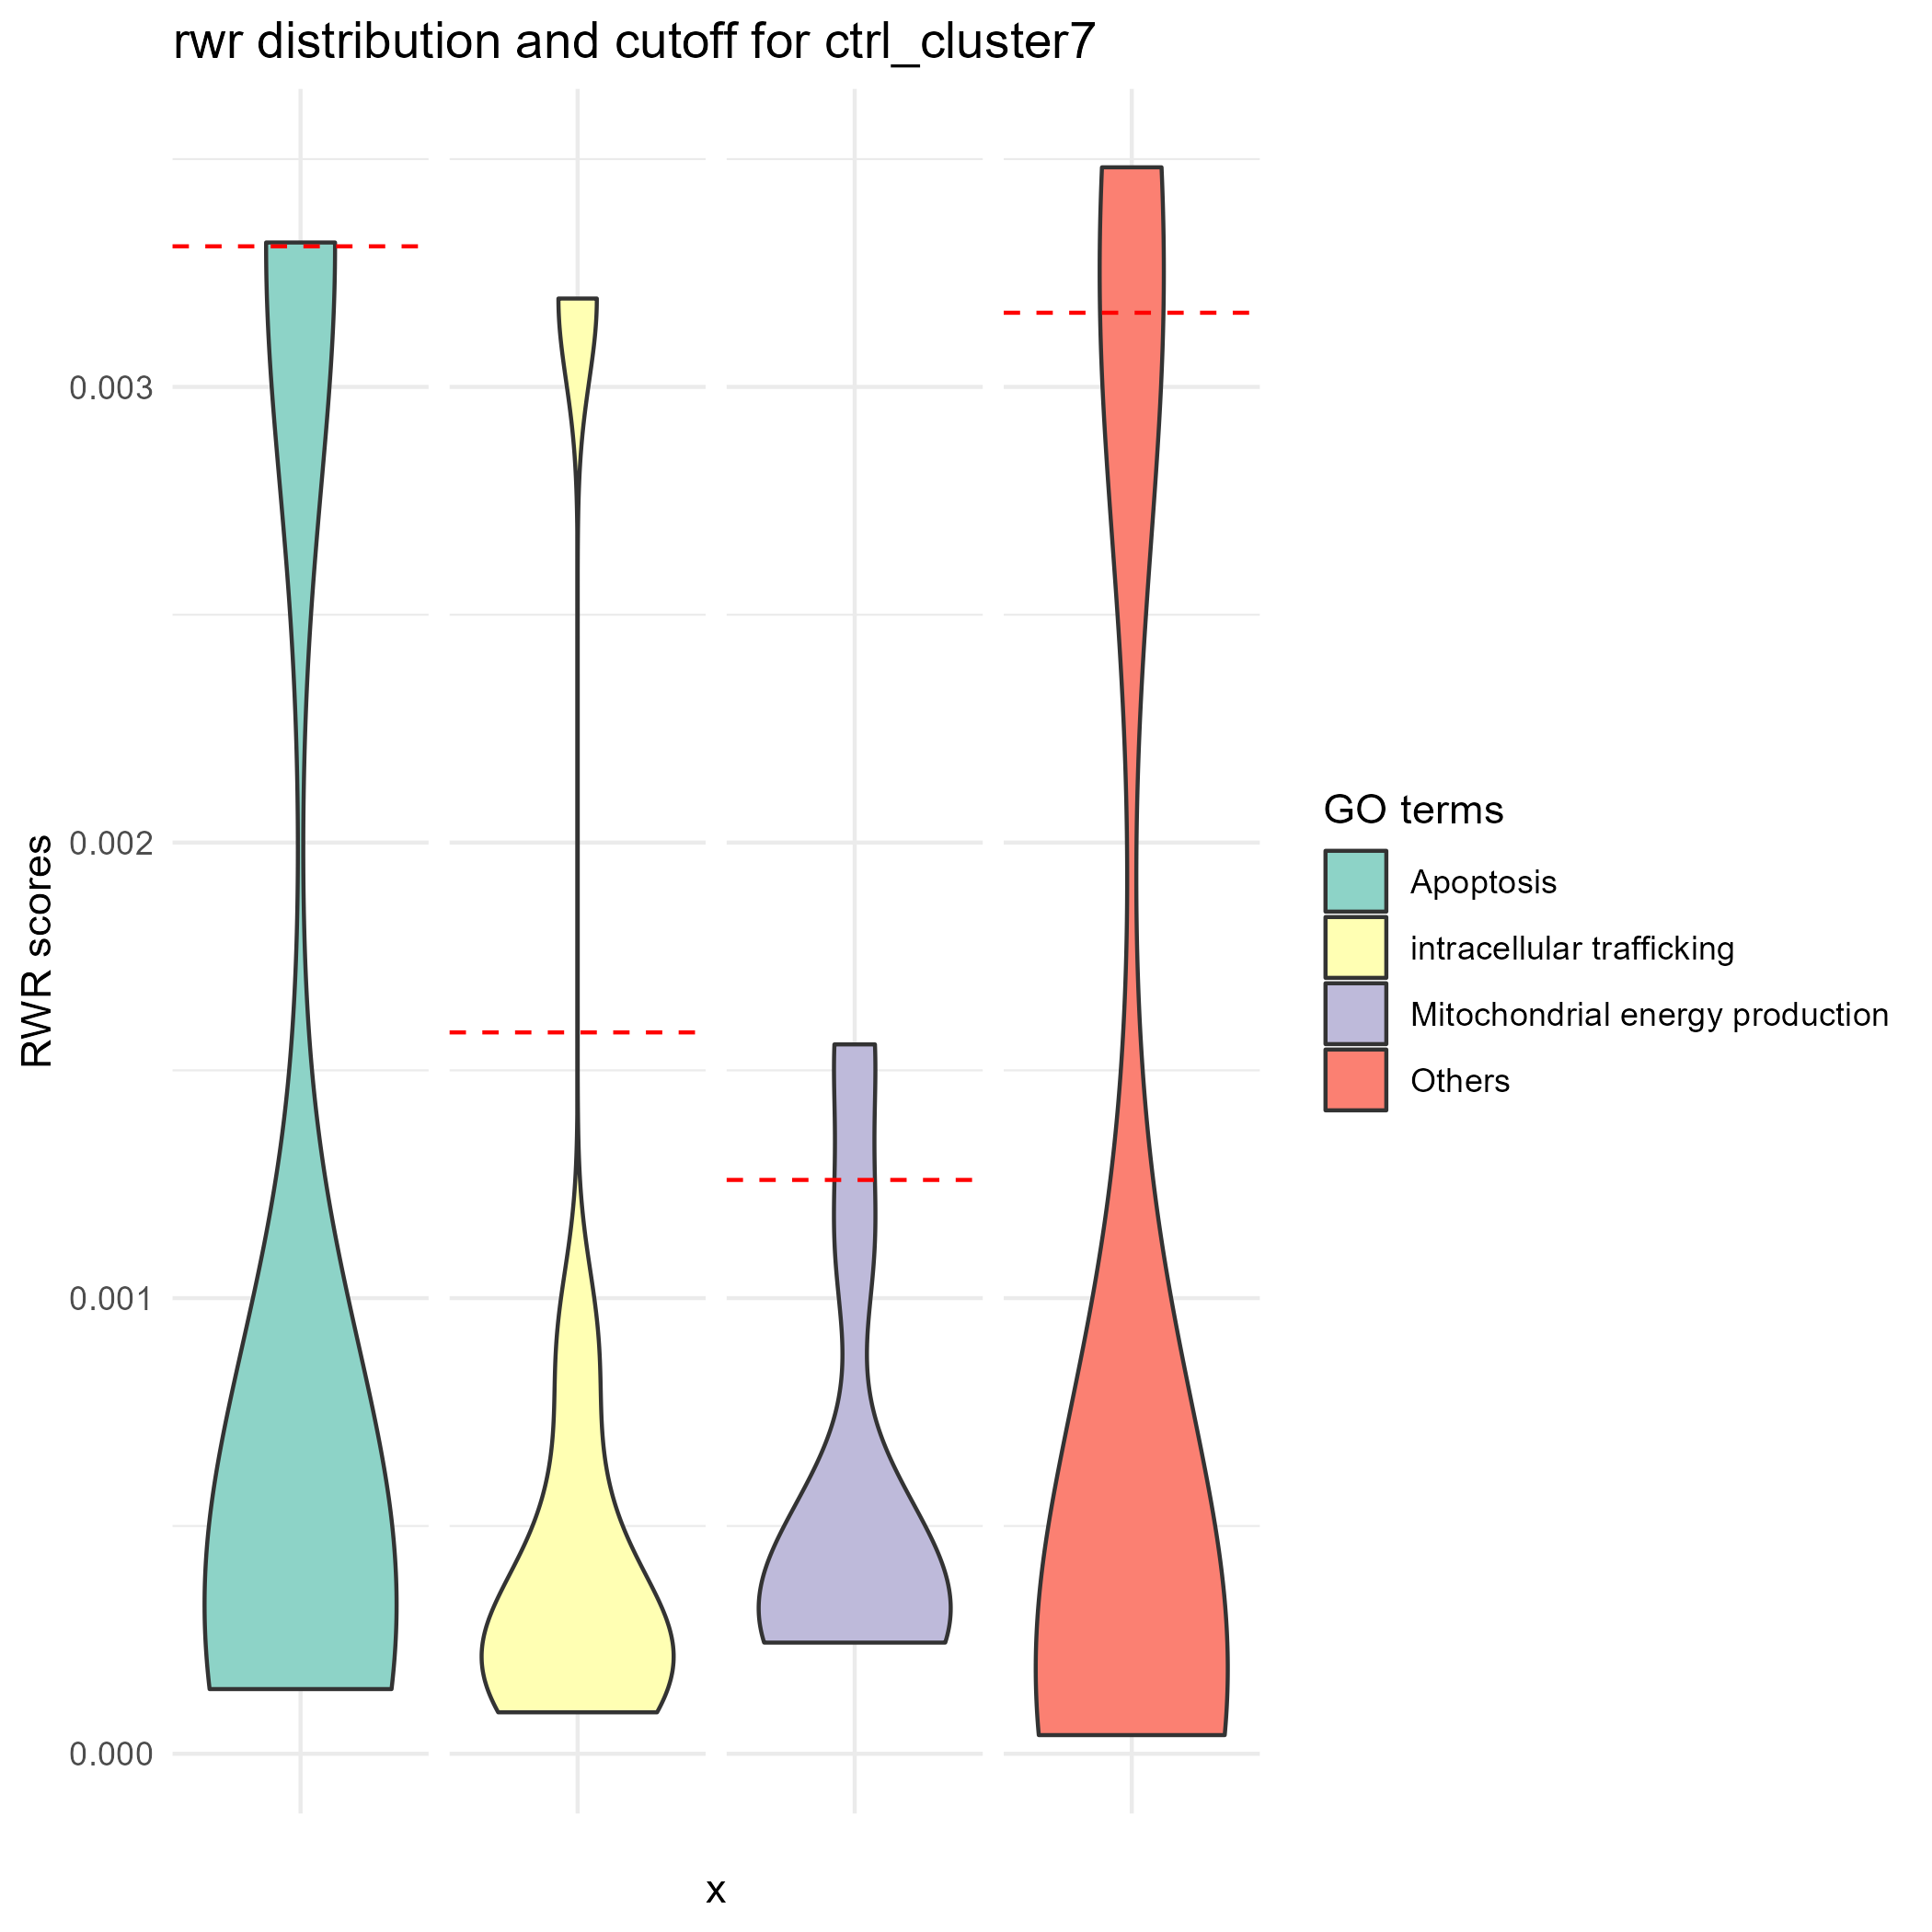 rwr distribution and cutoff for ctrl_cluster7
RWR scores
0.003
0.002
0.001
0.000
x
GO terms
Apoptosis
intracellular trafficking
Mitochondrial energy production
Others